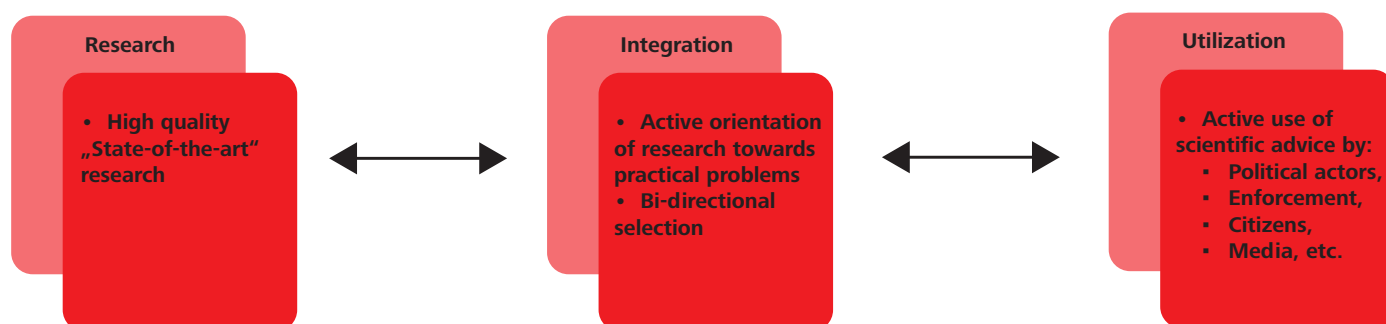 Research
• High quality
„State-of-the-art“
research
Integration
• Active orientation
of research towards
practical problems
• Bi-directional
selection
Utilization
• Active use of
scientific advice by:
▪ Political actors,
▪ Enforcement,
▪ Citizens,
▪ Media, etc.